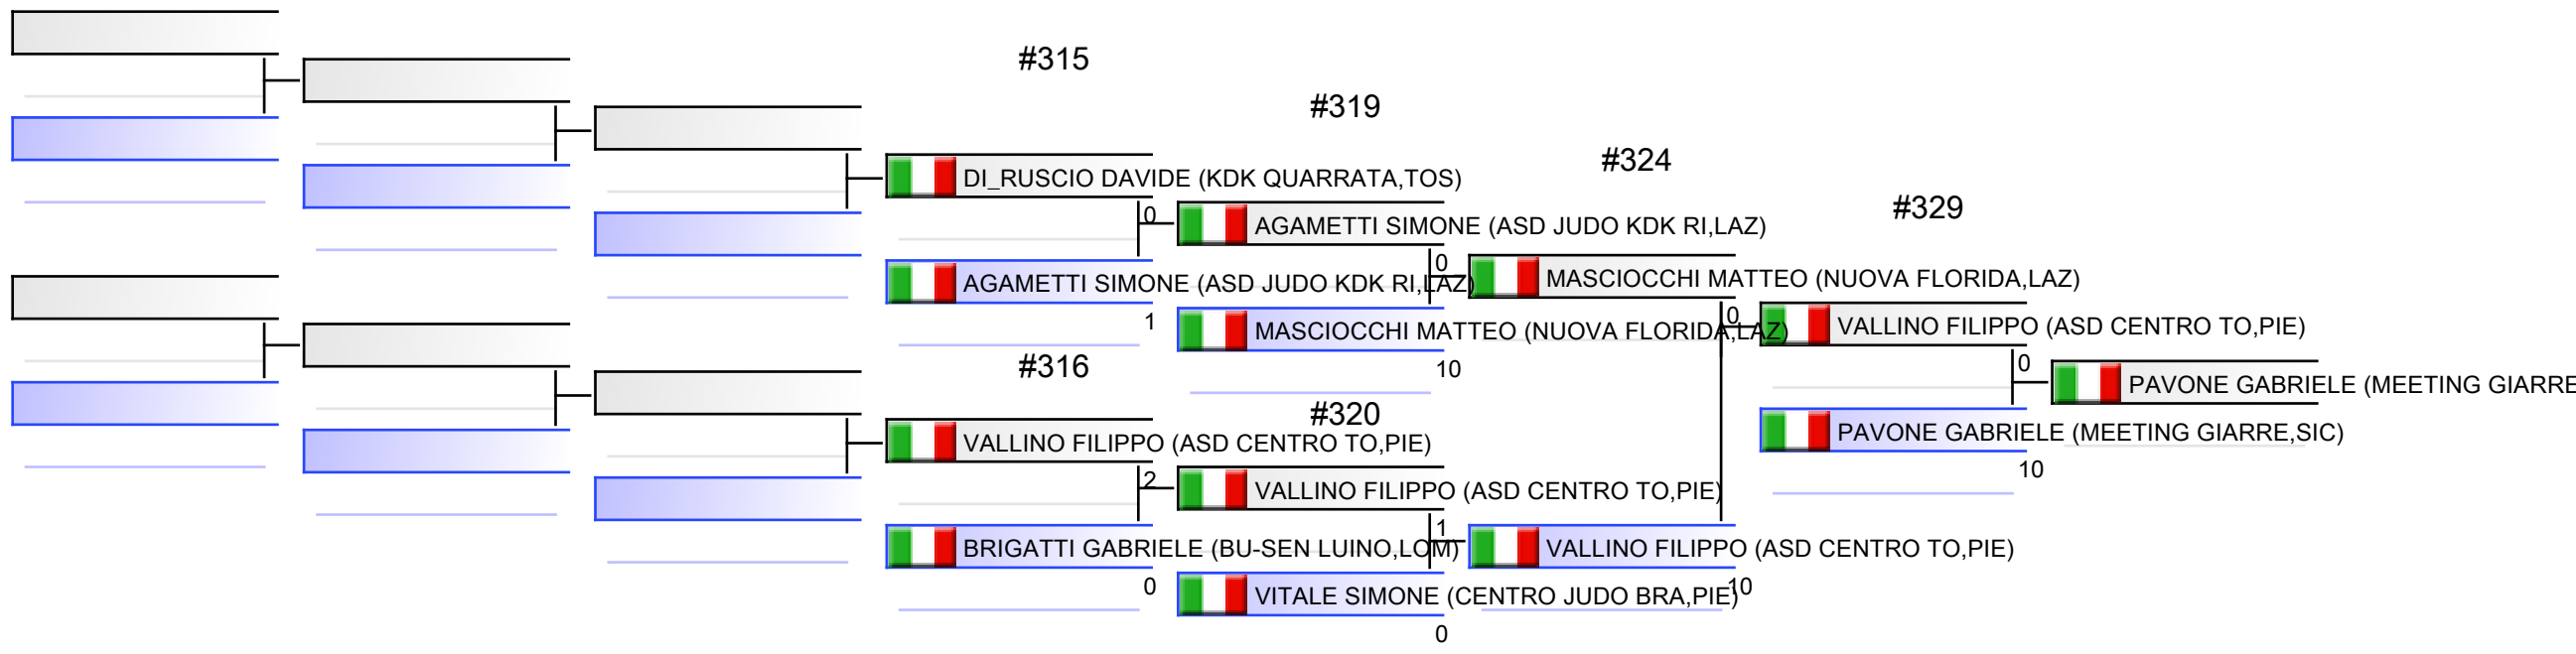 #315
#319
#324
DI_RUSCIO DAVIDE (KDK QUARRATA,TOS)
#329
0
AGAMETTI SIMONE (ASD JUDO KDK RI,LAZ)
0
AGAMETTI SIMONE (ASD JUDO KDK RI,LAZ)
MASCIOCCHI MATTEO (NUOVA FLORIDA,LAZ)
1
0
MASCIOCCHI MATTEO (NUOVA FLORIDA,LAZ)
VALLINO FILIPPO (ASD CENTRO TO,PIE)
#316
10
0
PAVONE GABRIELE (MEETING GIARRE
#320
VALLINO FILIPPO (ASD CENTRO TO,PIE)
PAVONE GABRIELE (MEETING GIARRE,SIC)
10
2
VALLINO FILIPPO (ASD CENTRO TO,PIE)
1
BRIGATTI GABRIELE (BU-SEN LUINO,LOM)
VALLINO FILIPPO (ASD CENTRO TO,PIE)
0
10
VITALE SIMONE (CENTRO JUDO BRA,PIE)
0